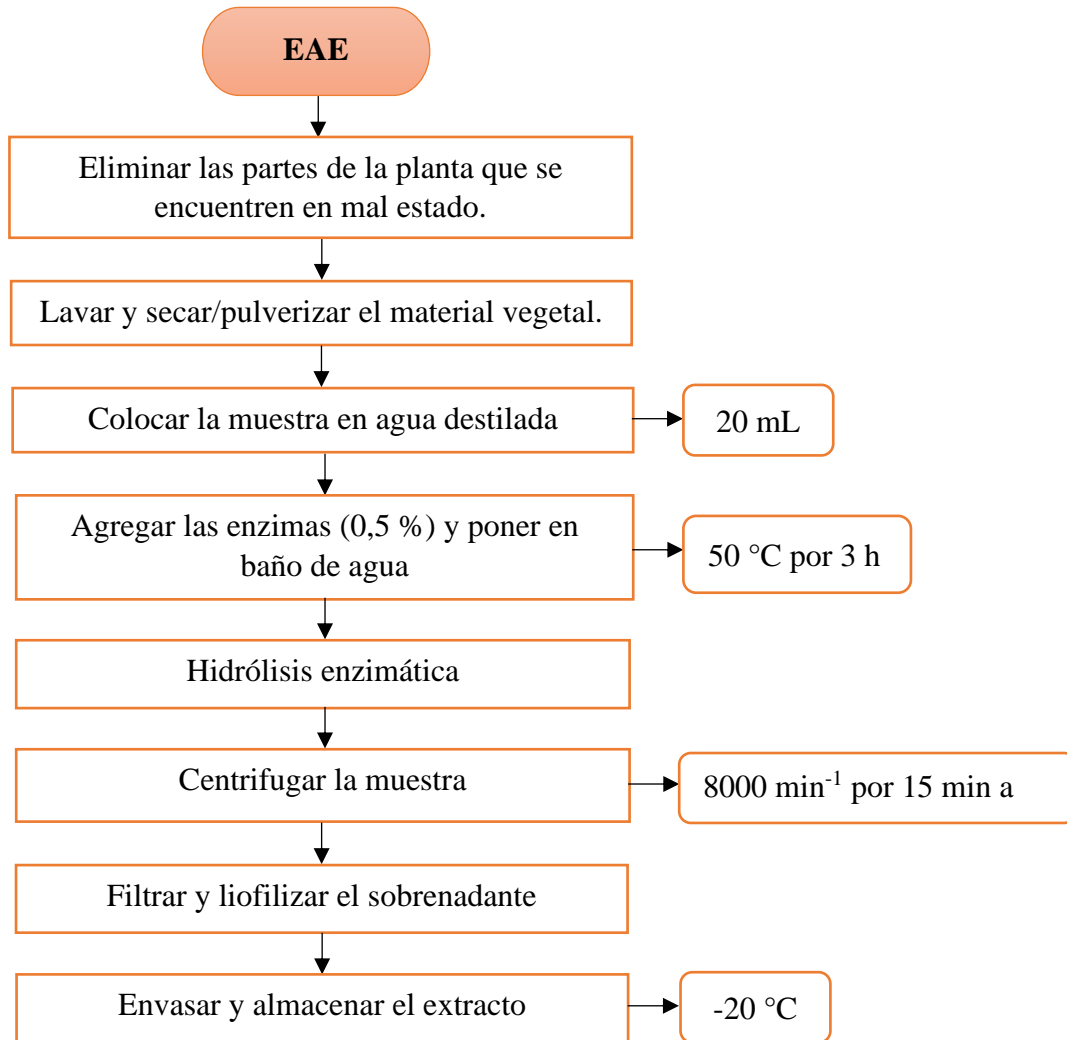 EAE
Eliminar las partes de la planta que se
encuentren en mal estado.
Lavar y secar/pulverizar el material vegetal.
Colocar la muestra en agua destilada
20 mL
Agregar las enzimas (0,5 %) y poner en
baño de agua
50 °C por 3 h
Hidrólisis enzimática
Centrifugar la muestra
8000 min⁻¹ por 15 min a
Filtrar y liofilizar el sobrenadante
Envasar y almacenar el extracto
-20 °C